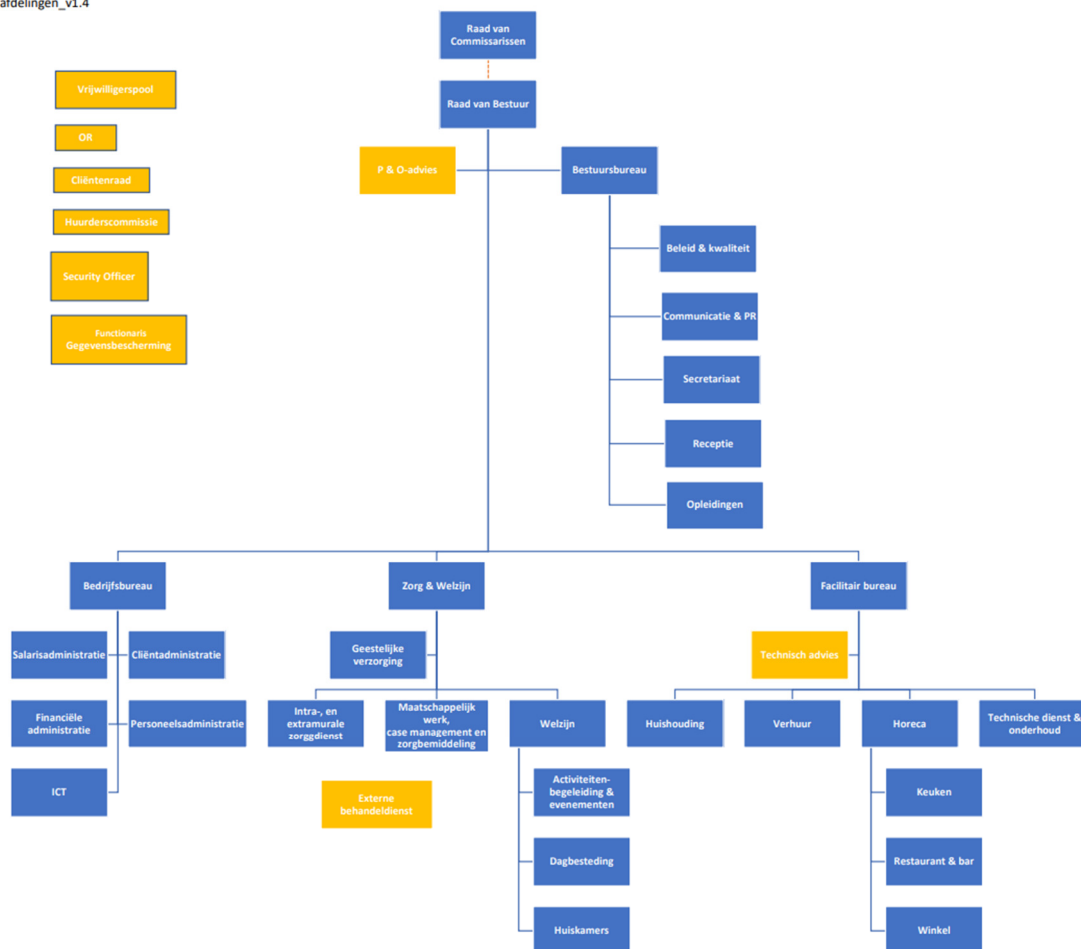 afdelingen_v1.4
Raad van
Commissarissen
Raad van Bestuur
Vrijwilligerspool
OR
Cliëntenraad
Huurderscommissie
Security Officer
Functionaris
Gegevensbescherming
P & O-advies
Bestuursbureau
Beleid & kwaliteit
Communicatie & PR
Secretariaat
Receptie
Opleidingen
Bedrijfsbureau
Zorg & Welzijn
Facilitair bureau
Salarisadministratie
Cliëntadministratie
Financiële
administratie
Personeelsadministratie
ICT
Geestelijke
verzorging
Intra-, en
extramurale
zorggdienst
Maatschappelijk
werk,
case management en
zorgbemiddeling
Welzijn
Externe
behandeldienst
Activiteiten-
begeleiding &
evenementen
Dagbesteding
Huiskamers
Technisch advies
Huishouding
Verhuur
Horeca
Technische dienst &
onderhoud
Keuken
Restaurant & bar
Winkel